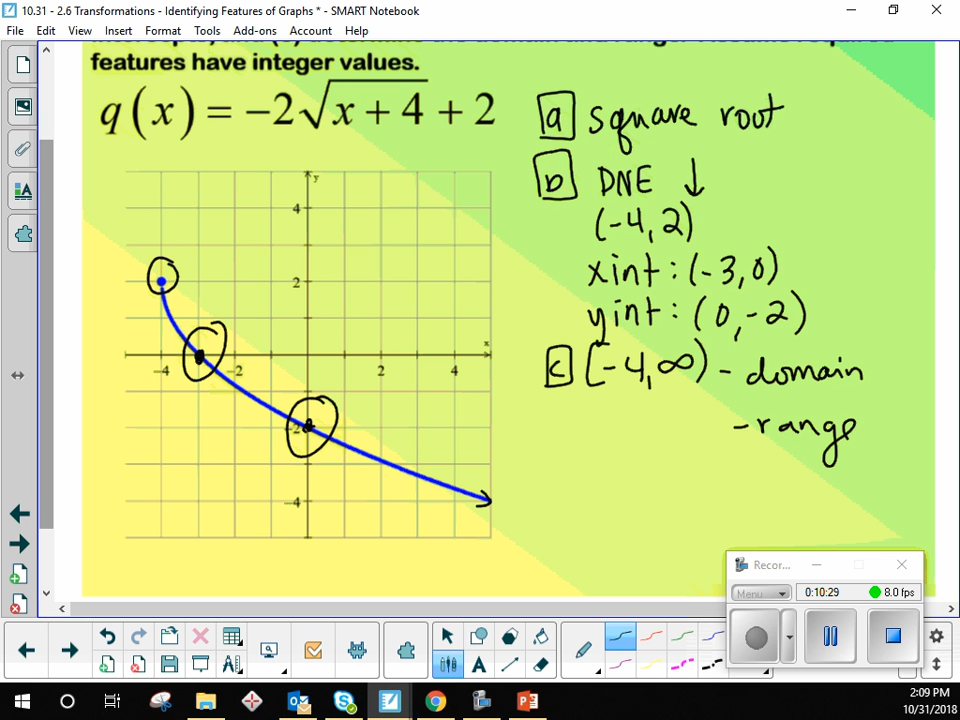 10.31 - 2.6 Transformations - Identifying Features of Graphs * - SMART Notebook
File Edit View Insert Format Tools Add-ons Account Help
features have integer values.
q(x) = -2√(x + 4) + 2
a square root
b DNE ↓
(-4, 2)
x int : (-3, 0)
y int : (0, -2)
c [-4, ∞) - domain
- range
y
4
2
x
-4 -2 2 4
-2
-4
Recor...
Menu 0:10:29 8.0 fps
A
2:09 PM
10/31/2018